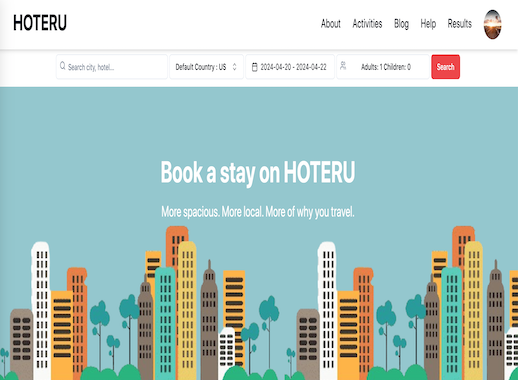 HOTERU
About Activities Blog Help Results
Search city, hotel...
Default Country : US
2024-04-20 - 2024-04-22
Adults: 1 Children: 0
Search
Book a stay on HOTERU
More spacious. More local. More of why you travel.